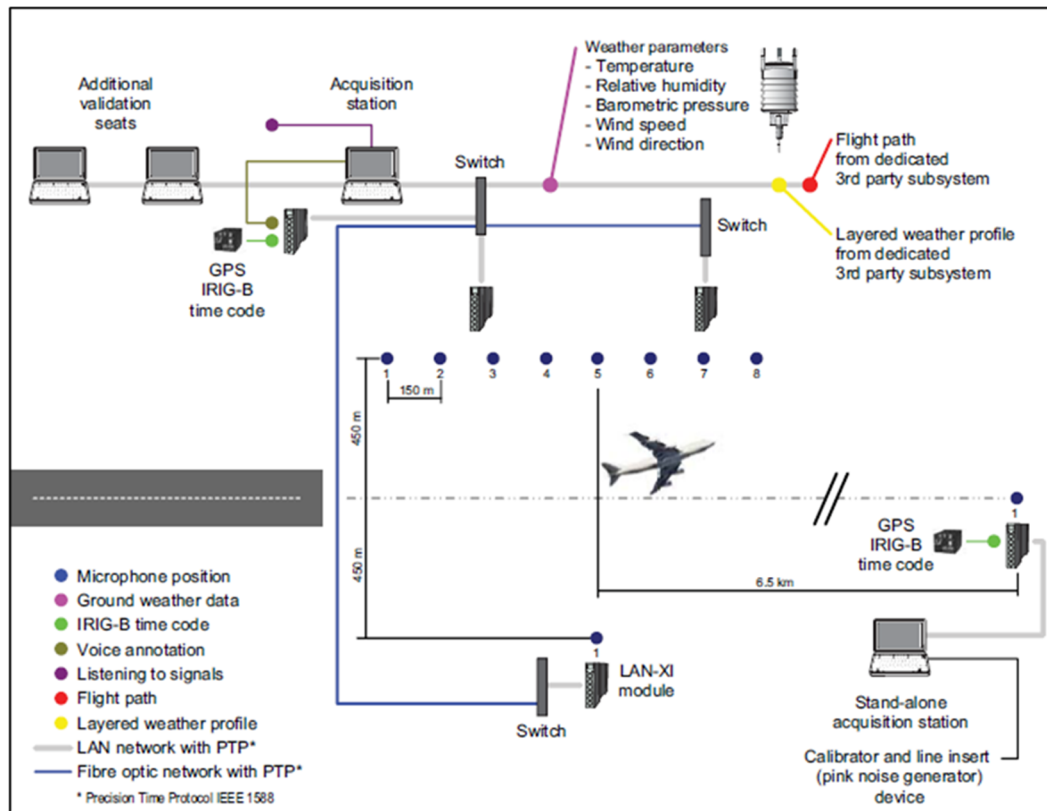 Additional
validation
seats
Acquisition
station
Weather parameters
- Temperature
- Relative humidity
- Barometric pressure
- Wind speed
- Wind direction
Switch
Flight path
from dedicated
3rd party subsystem
Switch
Layered weather profile
from dedicated
3rd party subsystem
GPS
IRIG-B
time code
1
2
3
4
5
6
7
8
150 m
450 m
450 m
1
GPS
IRIG-B
time code
6.5 km
1
LAN-XI
module
Switch
Stand-alone
acquisition station
Calibrator and line insert
(pink noise generator)
device
Microphone position
Ground weather data
IRIG-B time code
Voice annotation
Listening to signals
Flight path
Layered weather profile
LAN network with PTP*
Fibre optic network with PTP*
* Precision Time Protocol IEEE 1588